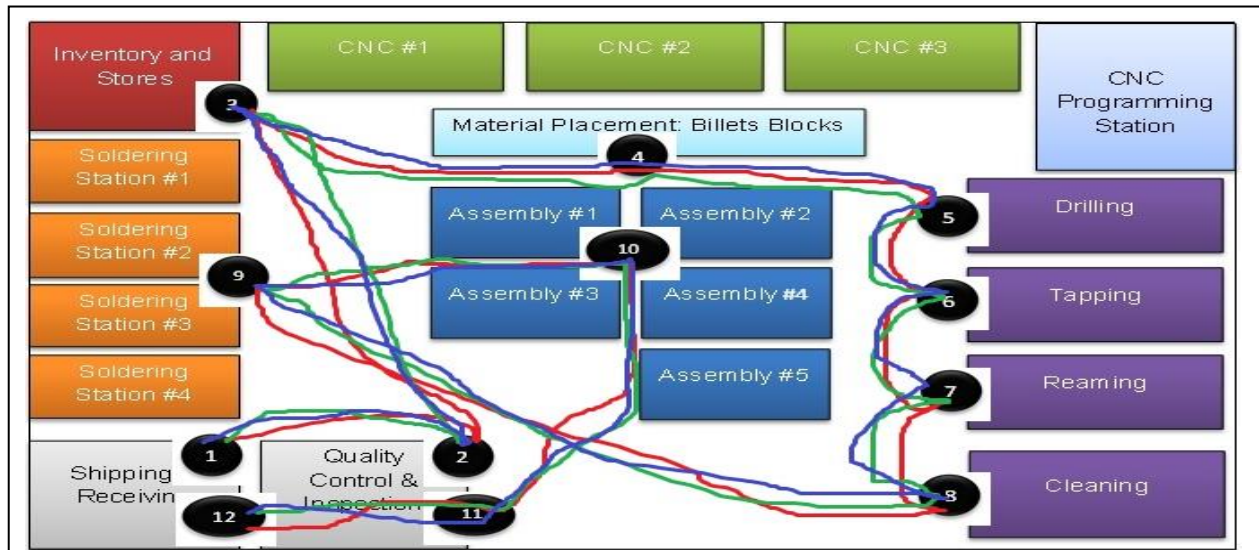 Inventory and
Stores
CNC #1
CNC #2
CNC #3
CNC
Programming
Station
3
Material Placement: Billets Blocks
4
Soldering
Station #1
Assembly #1
Assembly #2
5
Drilling
Soldering
Station #2
9
10
Assembly #3
Assembly #4
6
Tapping
Soldering
Station #3
Soldering
Station #4
Assembly #5
7
Reaming
Shipping
Receivin
1
Quality
Control &
Inspection
2
12
11
8
Cleaning